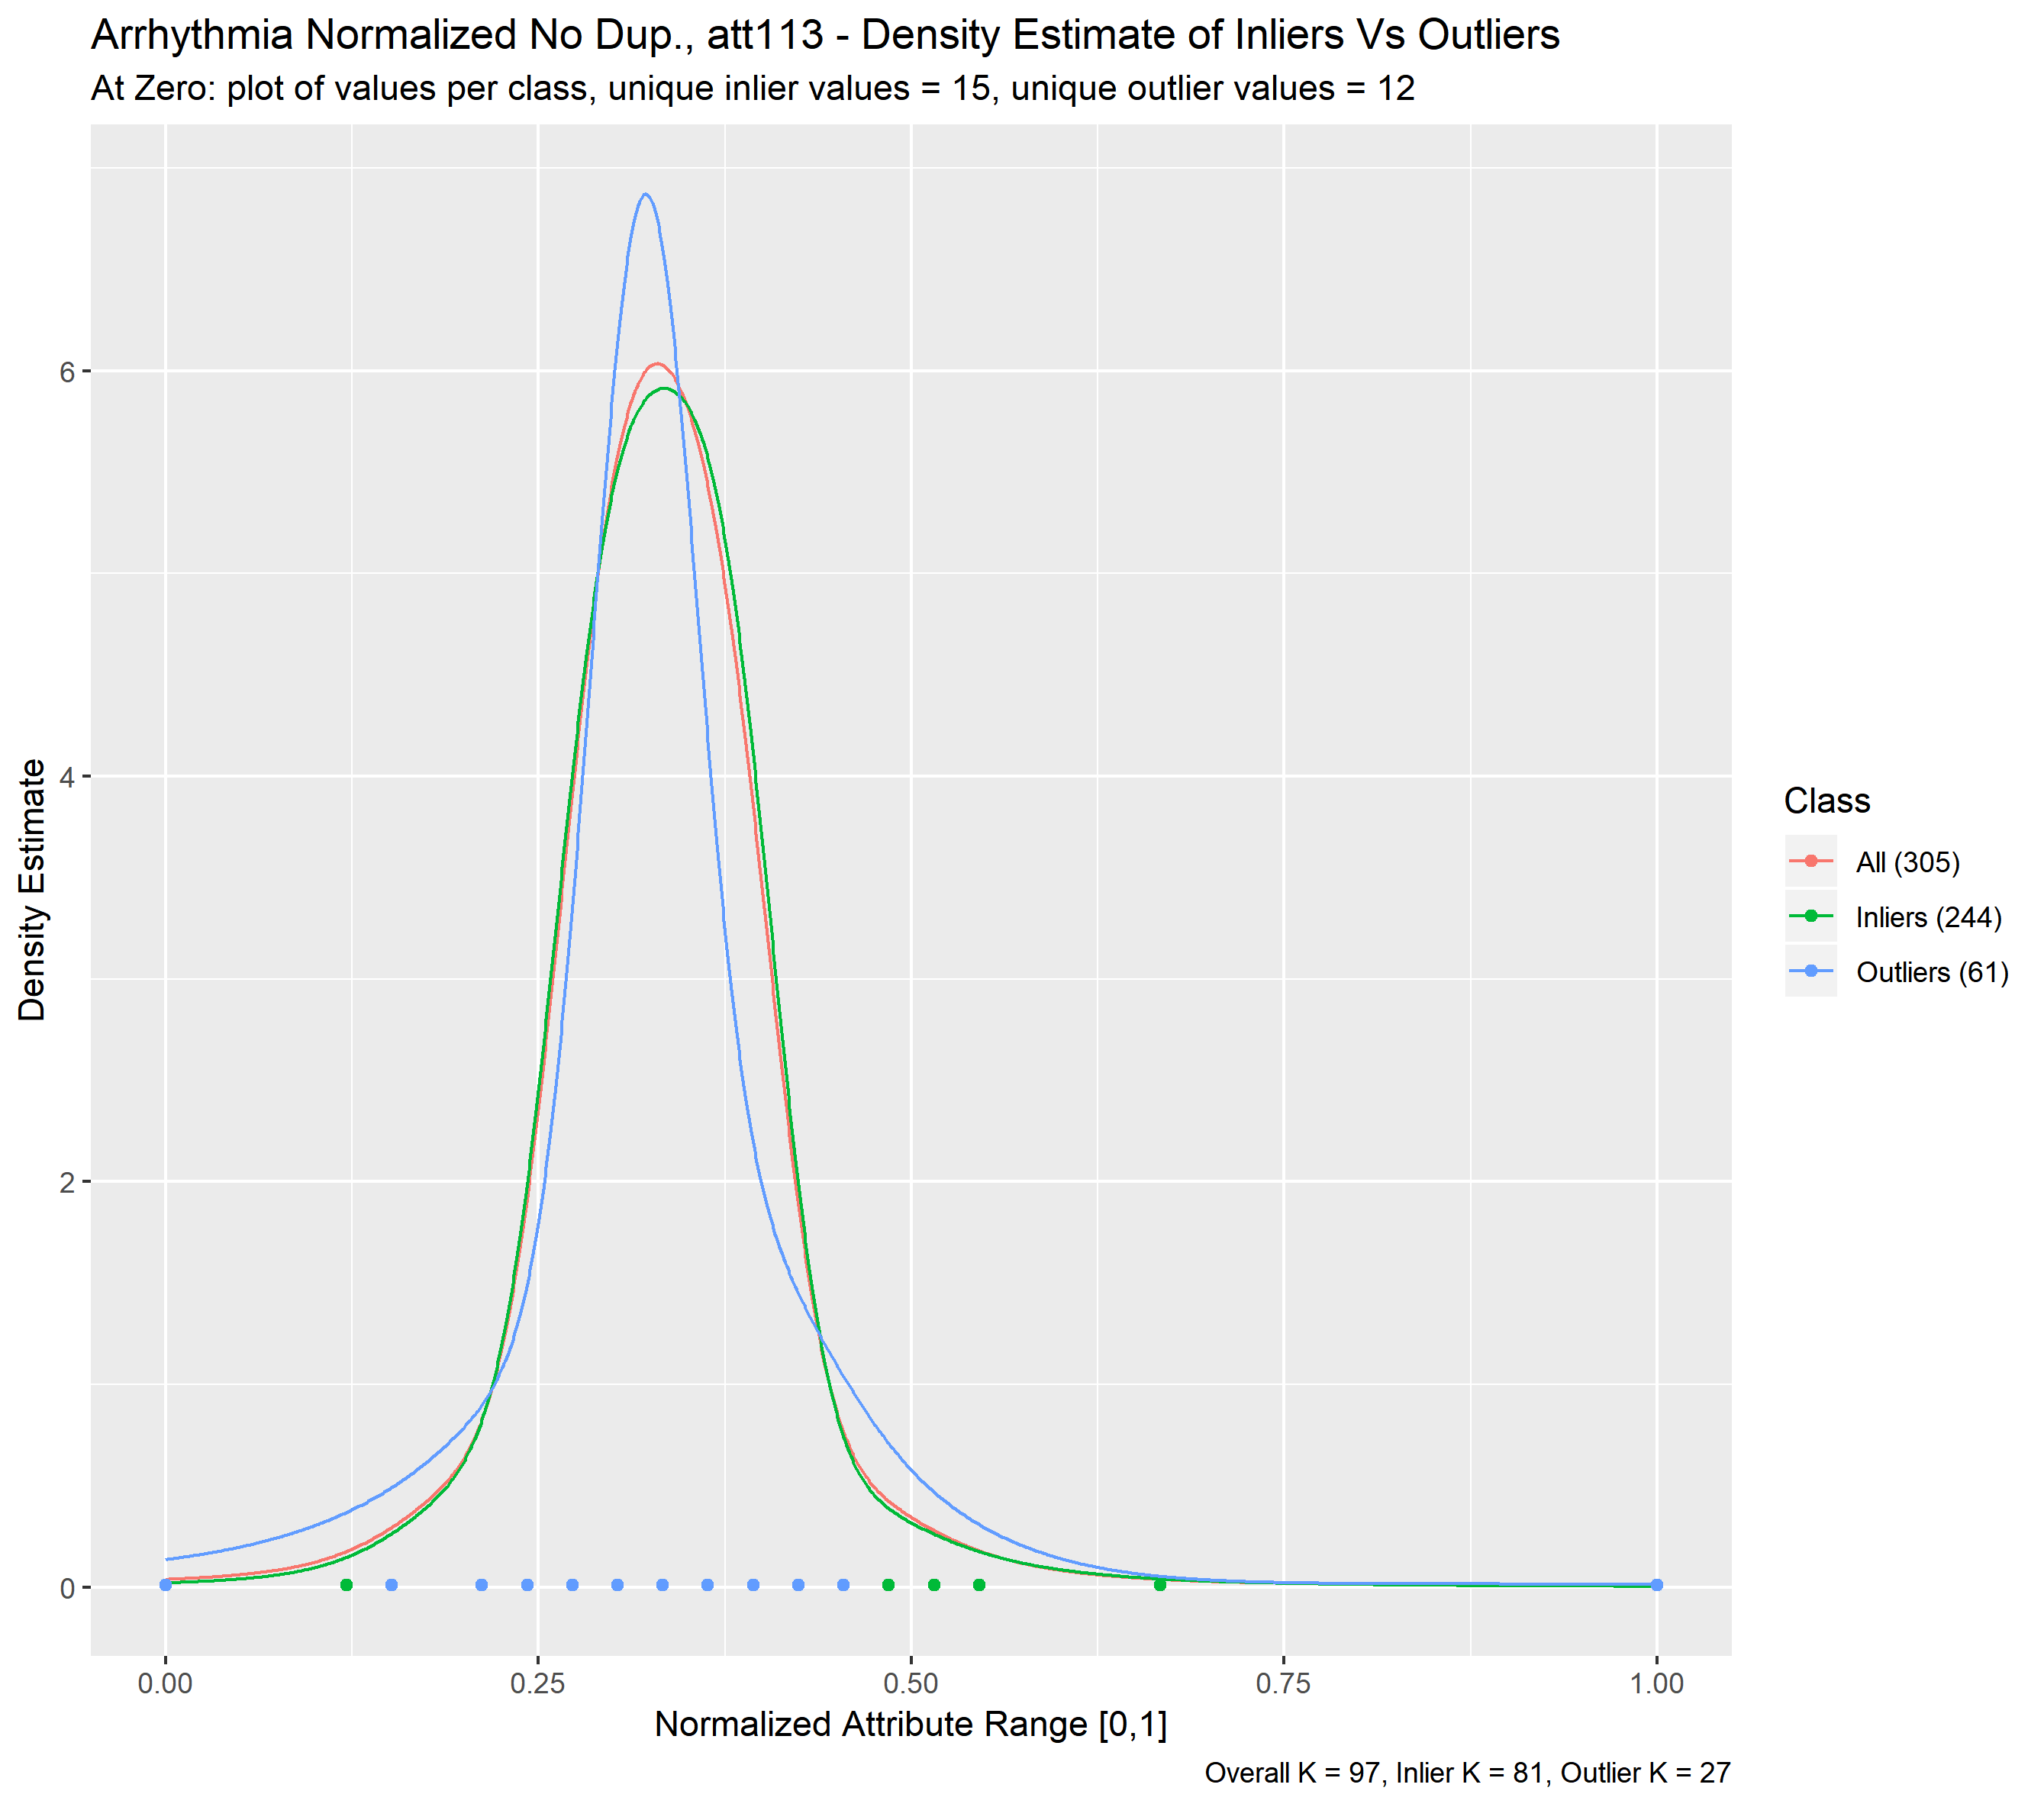 Arrhythmia Normalized No Dup., att113 - Density Estimate of Inliers Vs Outliers
At Zero: plot of values per class, unique inlier values = 15, unique outlier values = 12
Density Estimate
6
4
2
0
0.00
0.25
0.50
0.75
1.00
Normalized Attribute Range [0,1]
Class
All (305)
Inliers (244)
Outliers (61)
Overall K = 97, Inlier K = 81, Outlier K = 27